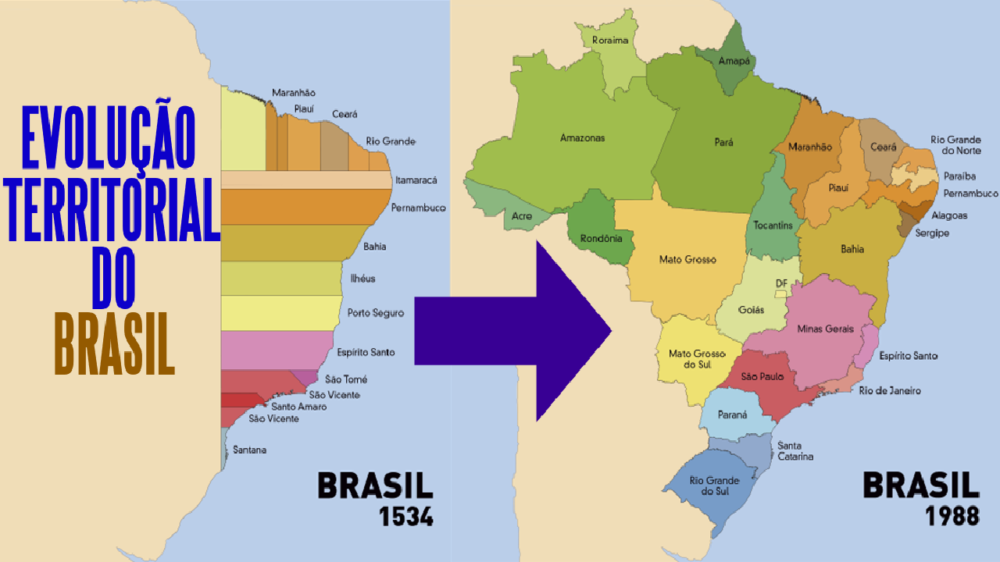 EVOLUÇÃO
TERRITORIAL
DO
BRASIL
Maranhão
Piauí
Ceará
Rio Grande
Itamaracá
Pernambuco
Bahia
Ilhéus
Porto Seguro
Espírito Santo
São Tomé
São Vicente
Santo Amaro
São Vicente
Santana
BRASIL
1534
Roraima
Amapá
Amazonas
Pará
Maranhão
Ceará
Rio Grande
do Norte
Paraíba
Piauí
Pernambuco
Acre
Alagoas
Rondônia
Tocantins
Sergipe
Mato Grosso
Bahia
DF
Goiás
Minas Gerais
Mato Grosso
do Sul
Espírito Santo
São Paulo
Rio de Janeiro
Paraná
Santa
Catarina
Rio Grande
do Sul
BRASIL
1988